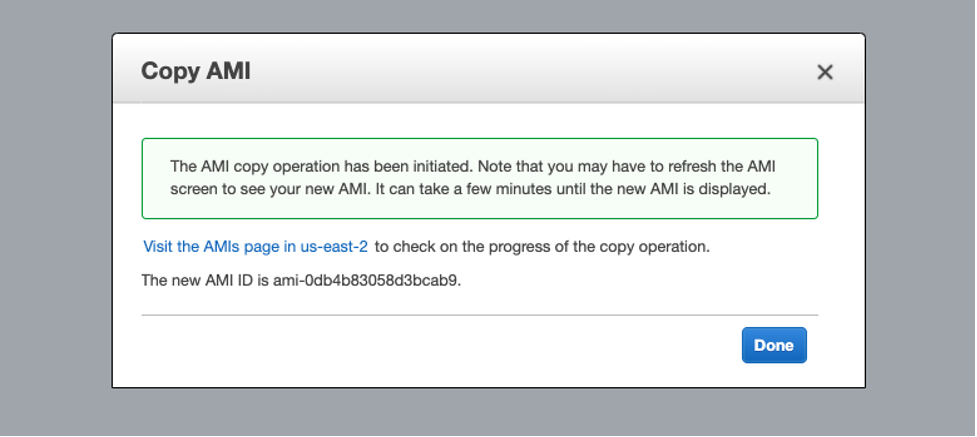 Copy AMI
The AMI copy operation has been initiated. Note that you may have to refresh the AMI
screen to see your new AMI. It can take a few minutes until the new AMI is displayed.
Visit the AMIs page in us-east-2 to check on the progress of the copy operation.
The new AMI ID is ami-0db4b83058d3bcab9.
Done